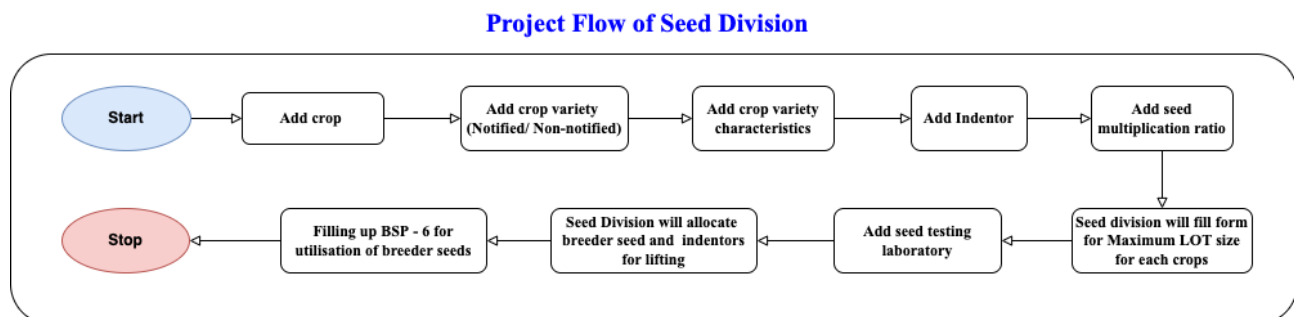 Project Flow of Seed Division
Start
Add crop
Add crop variety
(Notified/ Non-notified)
Add crop variety
characteristics
Add Indentor
Add seed
multiplication ratio
Seed division will fill form
for Maximum LOT size
for each crops
Add seed testing
laboratory
Seed Division will allocate
breeder seed and indentors
for lifting
Filling up BSP - 6 for
utilisation of breeder seeds
Stop